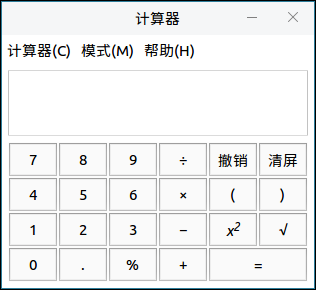 计算器
计算器(C) 模式(M) 帮助(H)
7 8 9 ÷ 撤销 清屏
4 5 6 × ( )
1 2 3 − x² √
0 . % + =